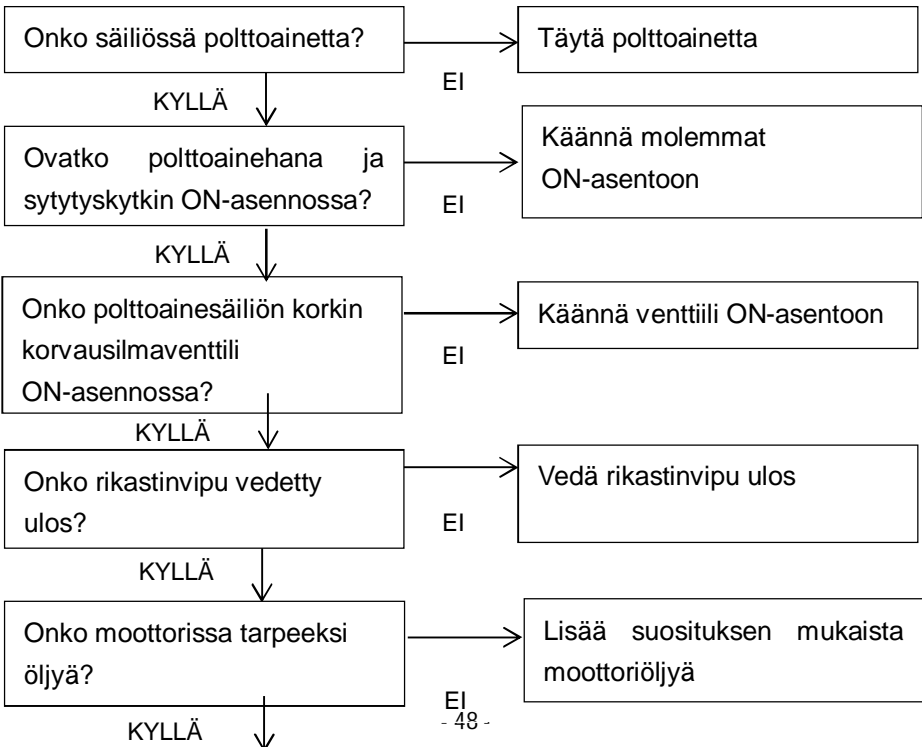 Onko säiliössä polttoainetta?
Täytä polttoainetta
EI
KYLLÄ
Ovatko polttoainehana ja
sytytyskytkin ON-asennossa?
Käännä molemmat
ON-asentoon
EI
KYLLÄ
Onko polttoainesäiliön korkin
korvausilmaventtili
ON-asennossa?
Käännä venttiili ON-asentoon
EI
KYLLÄ
Onko rikastinvipu vedetty
ulos?
Vedä rikastinvipu ulos
EI
KYLLÄ
Onko moottorissa tarpeeksi
öljyä?
Lisää suosituksen mukaista
moottoriöljyä
EI
KYLLÄ
- 48 -